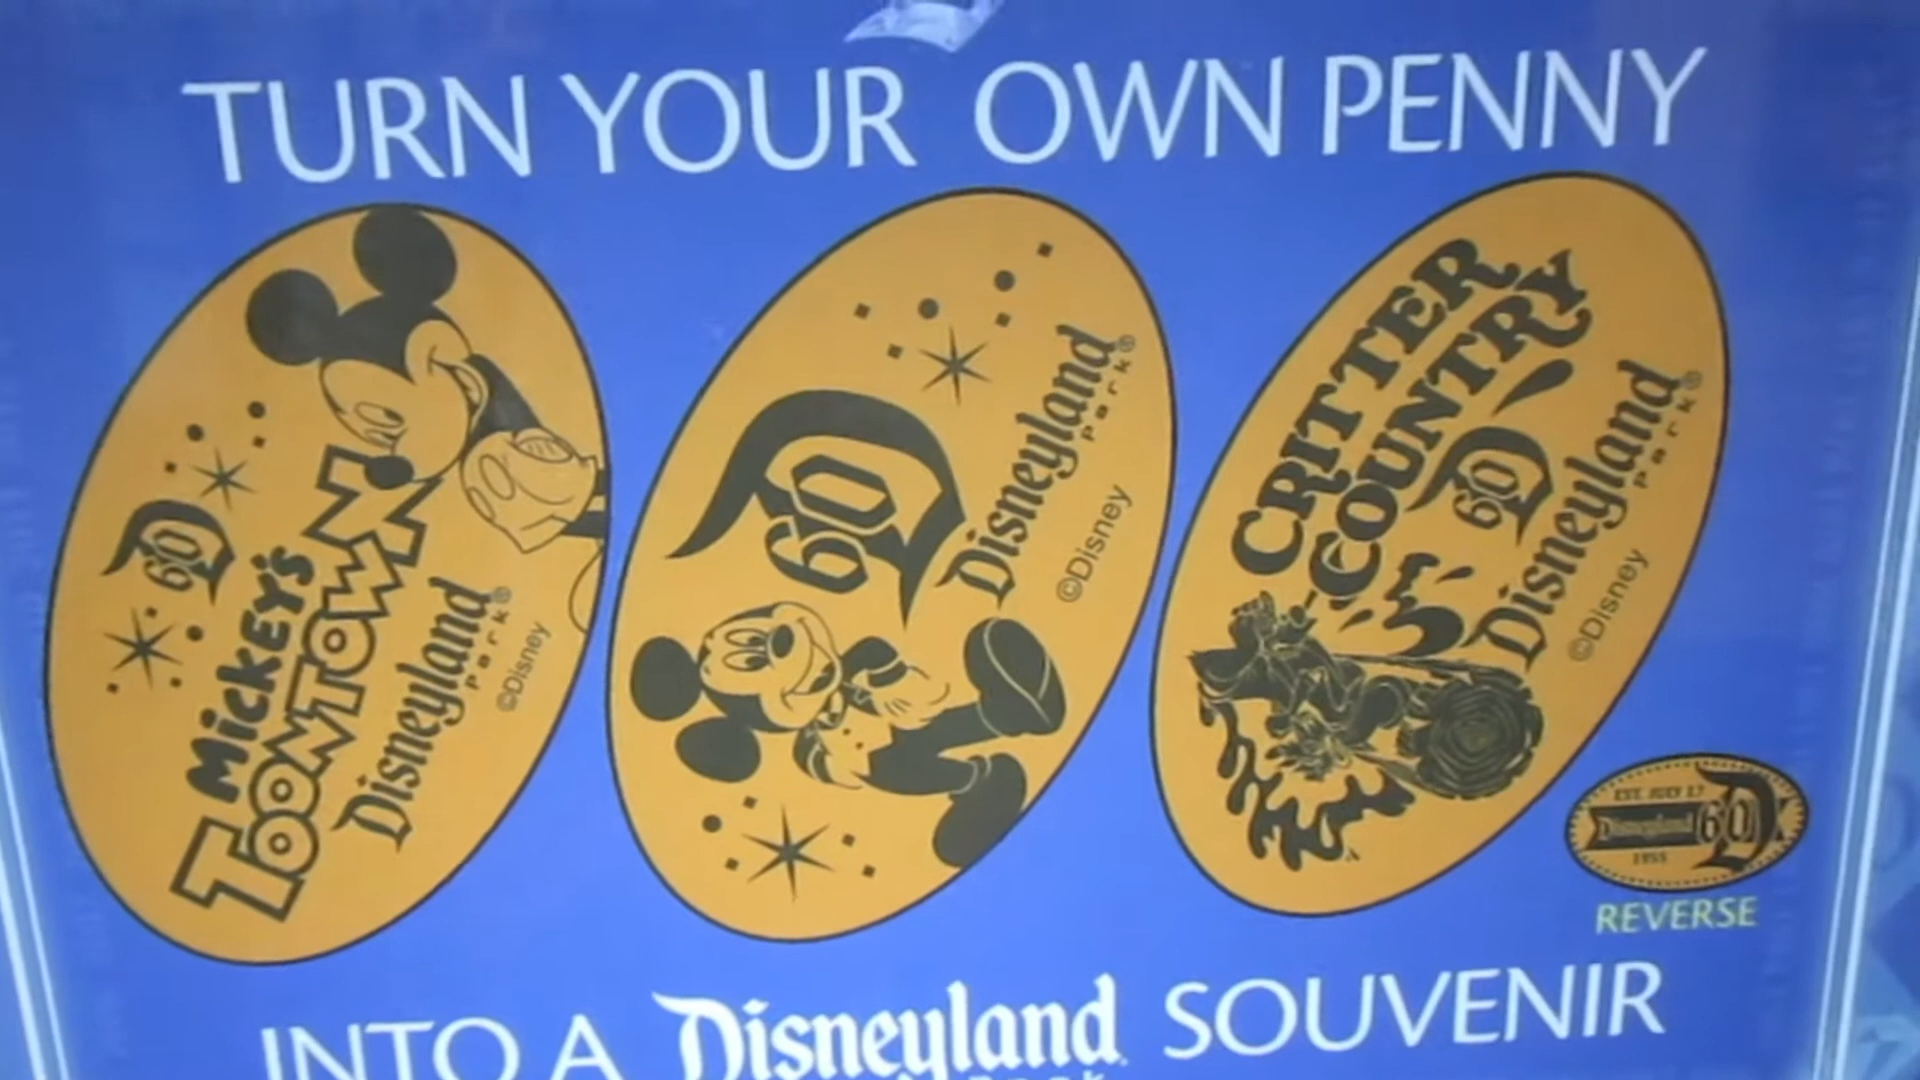 TURN YOUR OWN PENNY
60
MICKEY'S
TOONTOWN
Disneyland
Park®
©Disney
D
60
Disneyland
Park®
©Disney
CRITTER
COUNTRY
60
Disneyland
Park®
©Disney
EST. JULY 17
Disneyland 60
1955
REVERSE
INTO A Disneyland SOUVENIR